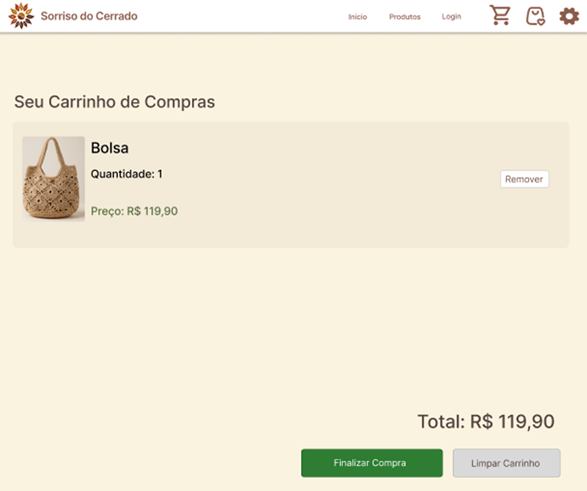 Sorriso do Cerrado
Início
Produtos
Login
Seu Carrinho de Compras
Bolsa
Quantidade: 1
Remover
Preço: R$ 119,90
Total: R$ 119,90
Finalizar Compra
Limpar Carrinho